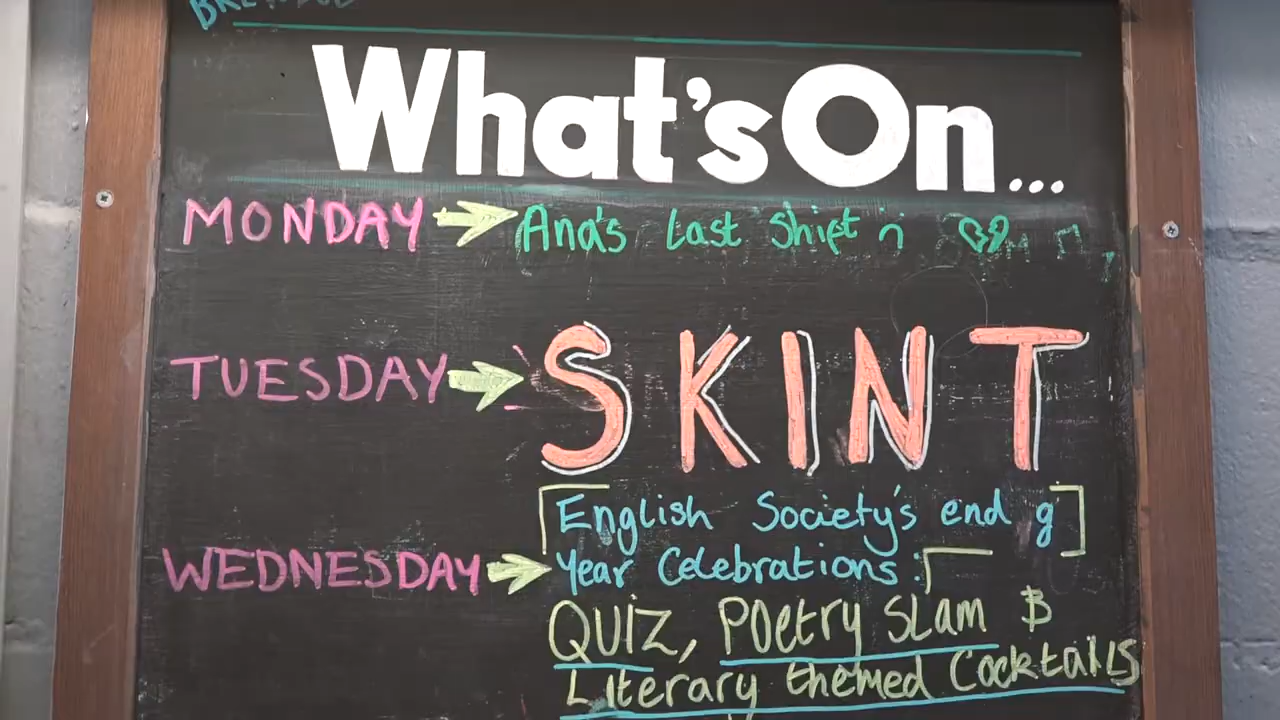 What's On...
MONDAY Ana's Last Shift
TUESDAY SKINT
English Society's end of
WEDNESDAY Year Celebrations:
QUIZ, POETRY SLAM &
Literary themed Cocktails